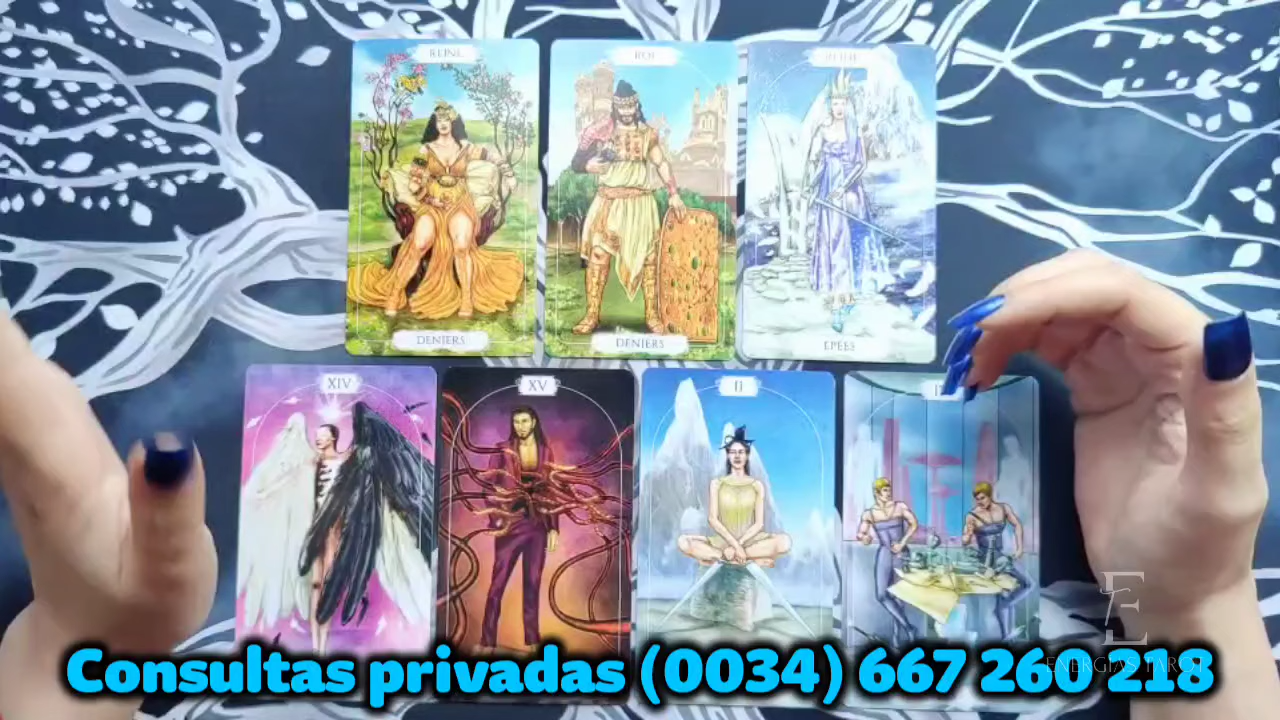 REINE
ROI
REINE
DENIERS
DENIERS
EPEES
XIV
XV
II
Consultas privadas (0034) 667 260 218
E
ENERGIAS TAROT